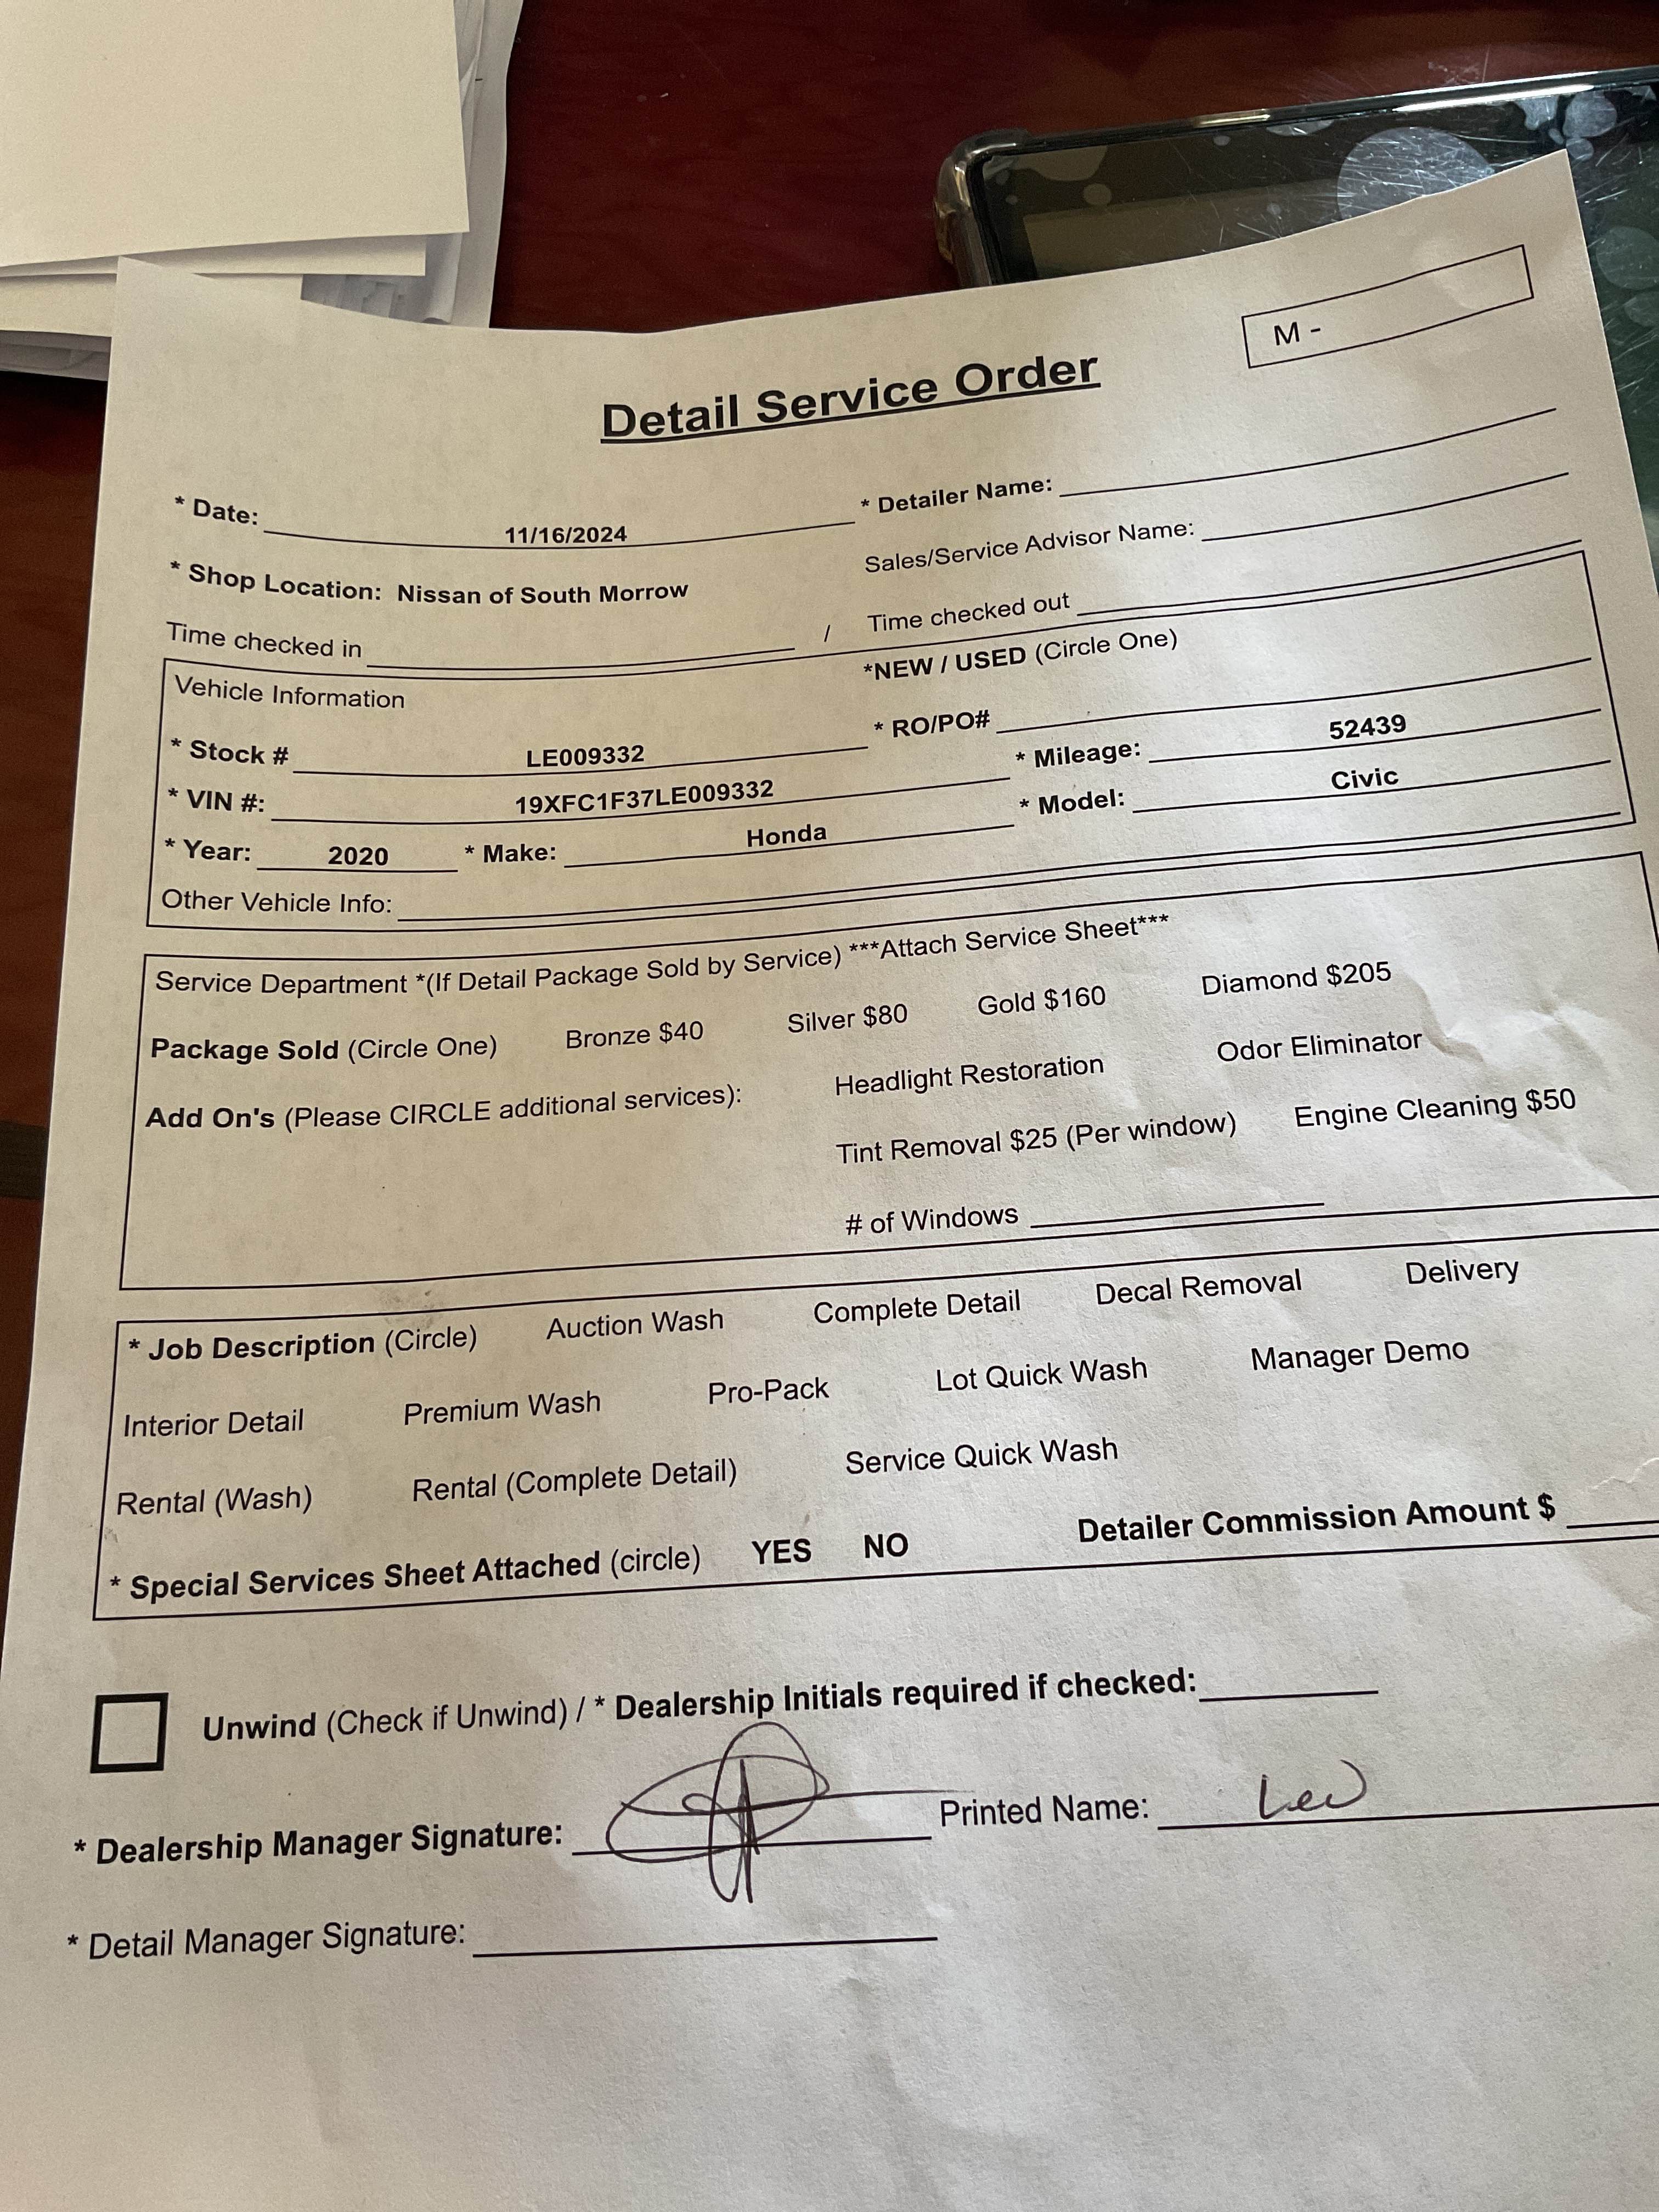 M -
Detail Service Order
* Date: 11/16/2024 * Detailer Name:
* Shop Location: Nissan of South Morrow Sales/Service Advisor Name:
Time checked in / Time checked out
Vehicle Information *NEW / USED (Circle One)
* Stock # LE009332 * RO/PO#
* VIN #: 19XFC1F37LE009332 * Mileage: 52439
* Year: 2020 * Make: Honda * Model: Civic
Other Vehicle Info:
Service Department *(If Detail Package Sold by Service) ***Attach Service Sheet***
Package Sold (Circle One) Bronze $40 Silver $80 Gold $160 Diamond $205
Add On's (Please CIRCLE additional services): Headlight Restoration Odor Eliminator
Tint Removal $25 (Per window) Engine Cleaning $50
# of Windows
* Job Description (Circle) Auction Wash Complete Detail Decal Removal Delivery
Interior Detail Premium Wash Pro-Pack Lot Quick Wash Manager Demo
Rental (Wash) Rental (Complete Detail) Service Quick Wash
* Special Services Sheet Attached (circle) YES NO Detailer Commission Amount $
Unwind (Check if Unwind) / * Dealership Initials required if checked:
* Dealership Manager Signature: Printed Name:
* Detail Manager Signature: